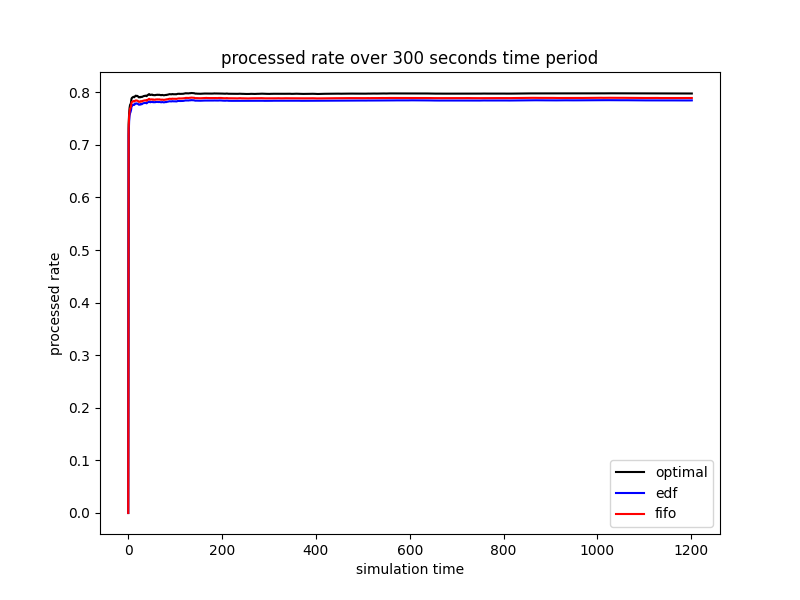 processed rate over 300 seconds time period
0.8
0.7
0.6
0.5
0.4
0.3
0.2
0.1
0.0
processed rate
0 200 400 600 800 1000 1200
simulation time
optimal
edf
fifo